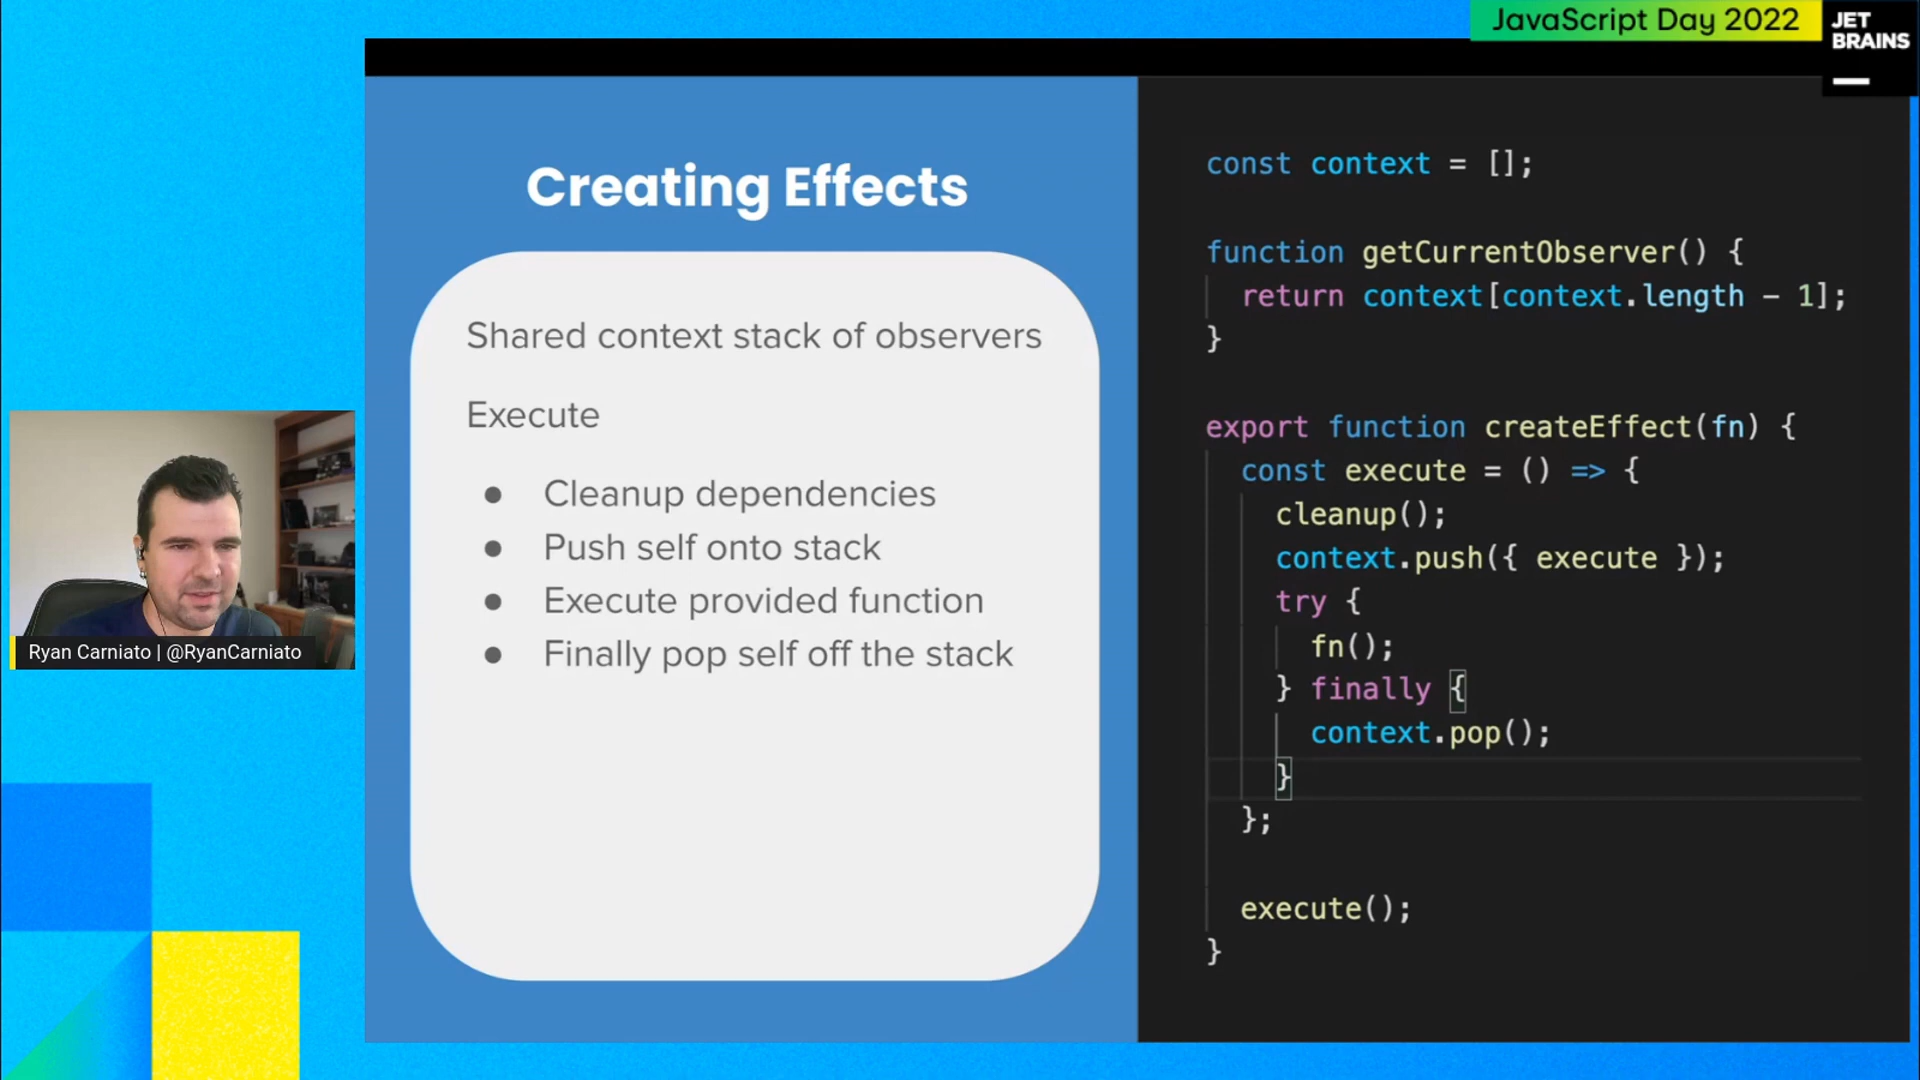 JavaScript Day 2022
JET
BRAINS
Creating Effects
Shared context stack of observers
Execute
● Cleanup dependencies
● Push self onto stack
● Execute provided function
● Finally pop self off the stack
const context = [];
function getCurrentObserver() {
return context[context.length - 1];
}
export function createEffect(fn) {
const execute = () => {
cleanup();
context.push({ execute });
try {
fn();
} finally {
context.pop();
}
};
execute();
}
Ryan Carniato | @RyanCarniato